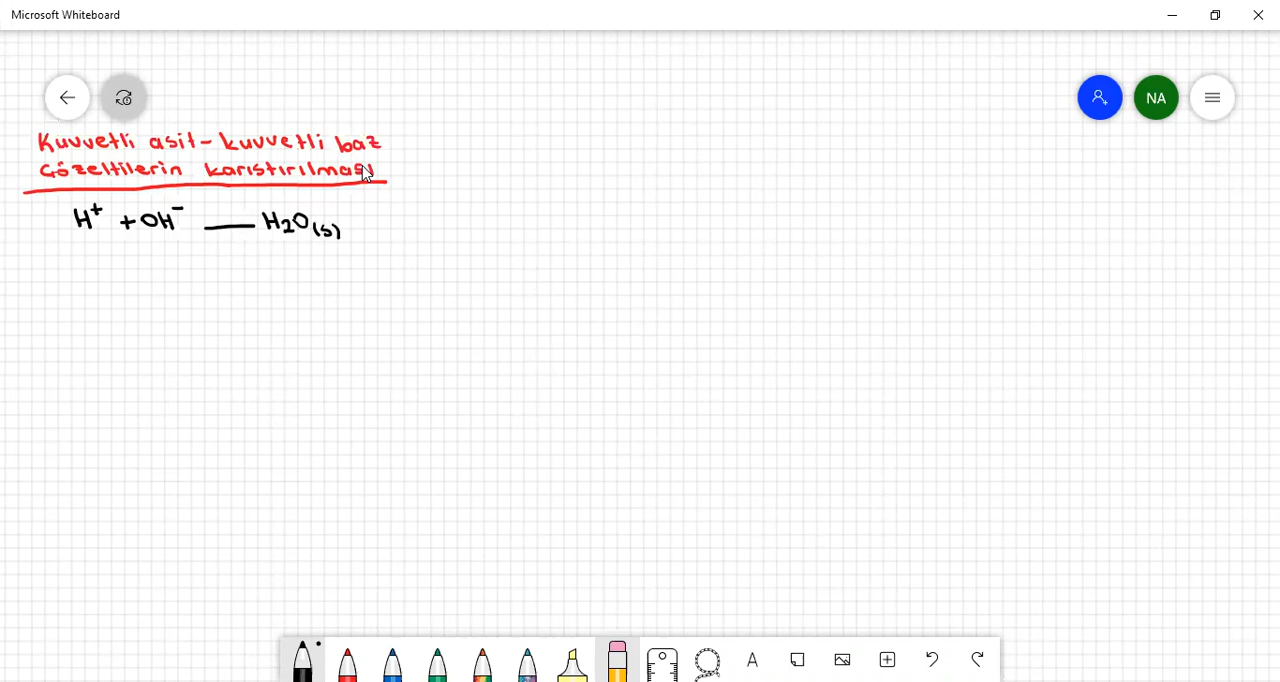 Microsoft Whiteboard
NA
Kuvvetli asit - kuvvetli baz
çözeltilerin karıştırılması
H⁺ + OH⁻ — H₂O(s)
A